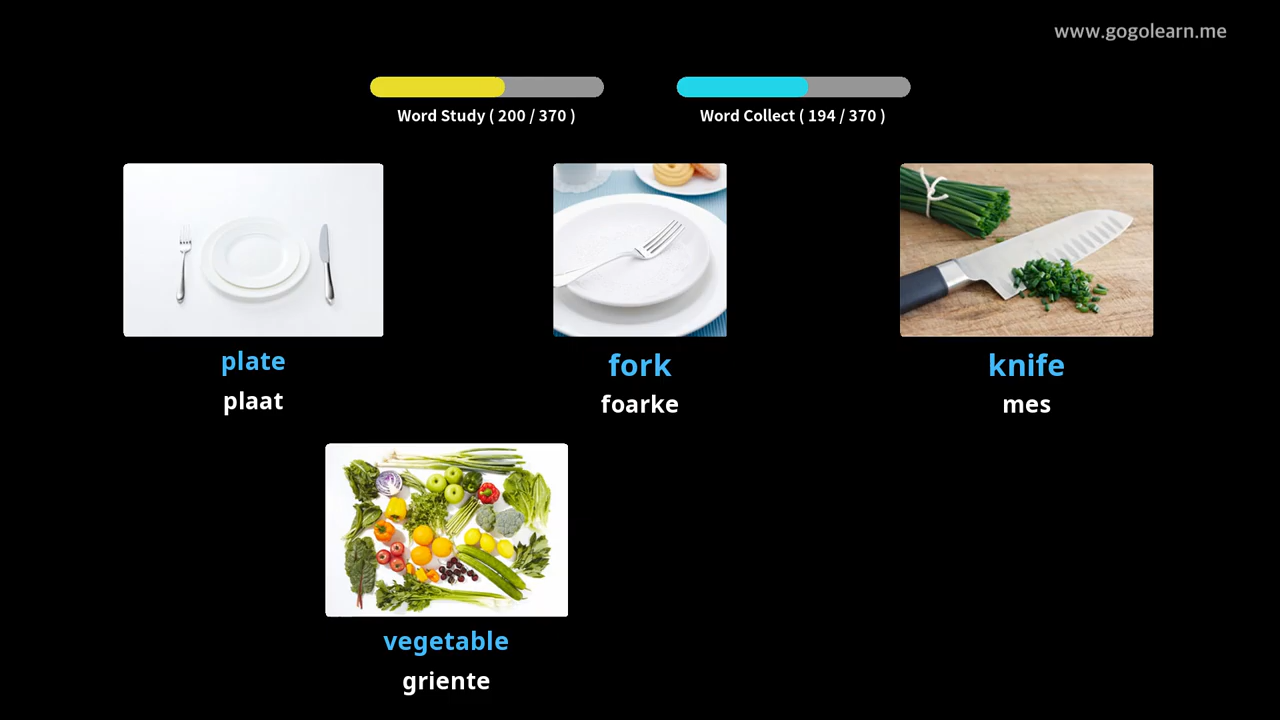 www.gogolearn.me
Word Study ( 200 / 370 )
Word Collect ( 194 / 370 )
plate
plaat
fork
foarke
knife
mes
vegetable
griente